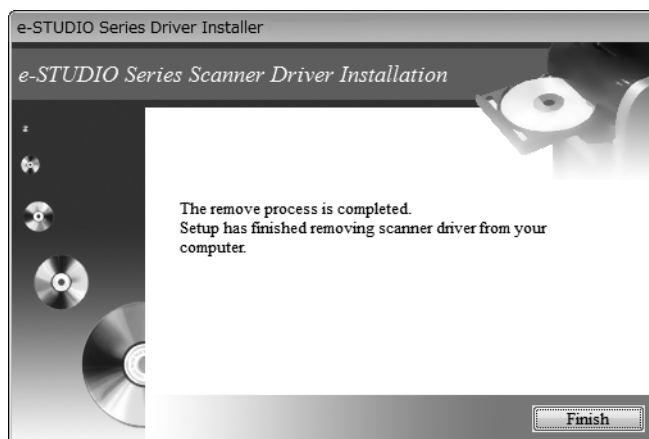 e-STUDIO Series Driver Installer
e-STUDIO Series Scanner Driver Installation
The remove process is completed.
Setup has finished removing scanner driver from your
computer.
Finish